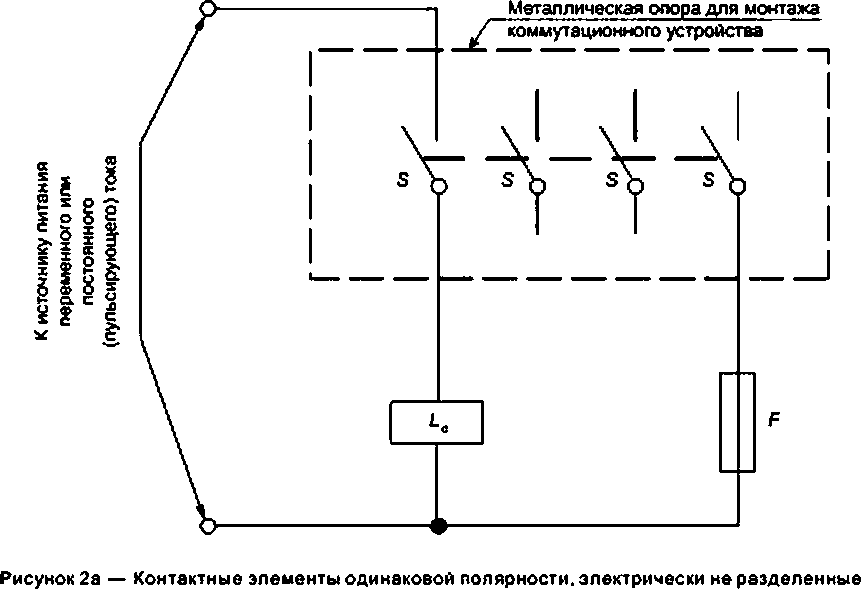 Металлическая опора для монтажа
коммутационного устройства
К источнику питания
переменного или
постоянного
(пульсирующего) тока
S S S S
Lc
F
Рисунок 2а — Контактные элементы одинаковой полярности, электрически не разделенные